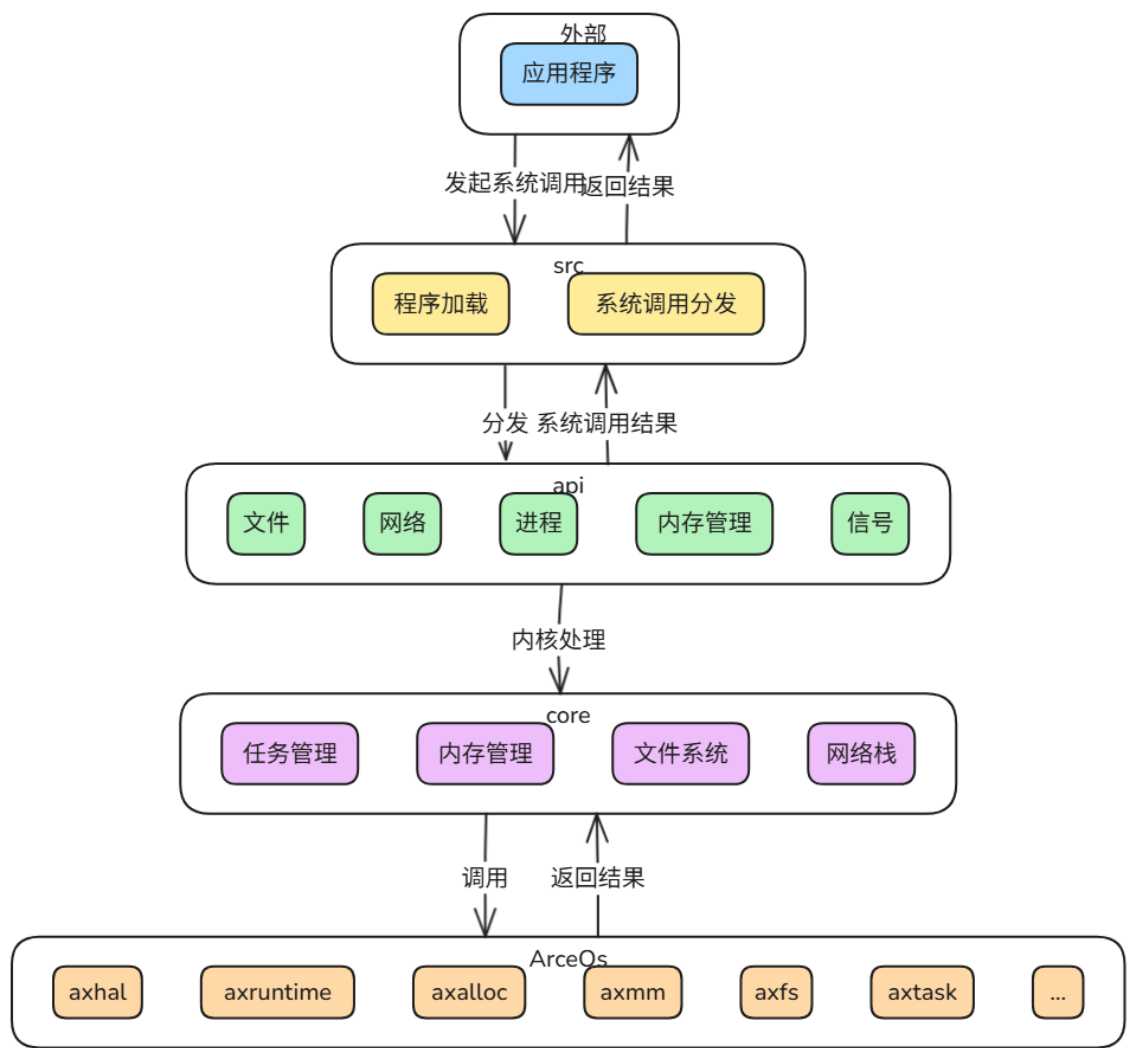 外部
应用程序
发起系统调用
返回结果
src
程序加载
系统调用分发
分发
系统调用结果
api
文件
网络
进程
内存管理
信号
内核处理
core
任务管理
内存管理
文件系统
网络栈
调用
返回结果
ArceOs
axhal
axruntime
axalloc
axmm
axfs
axtask
...